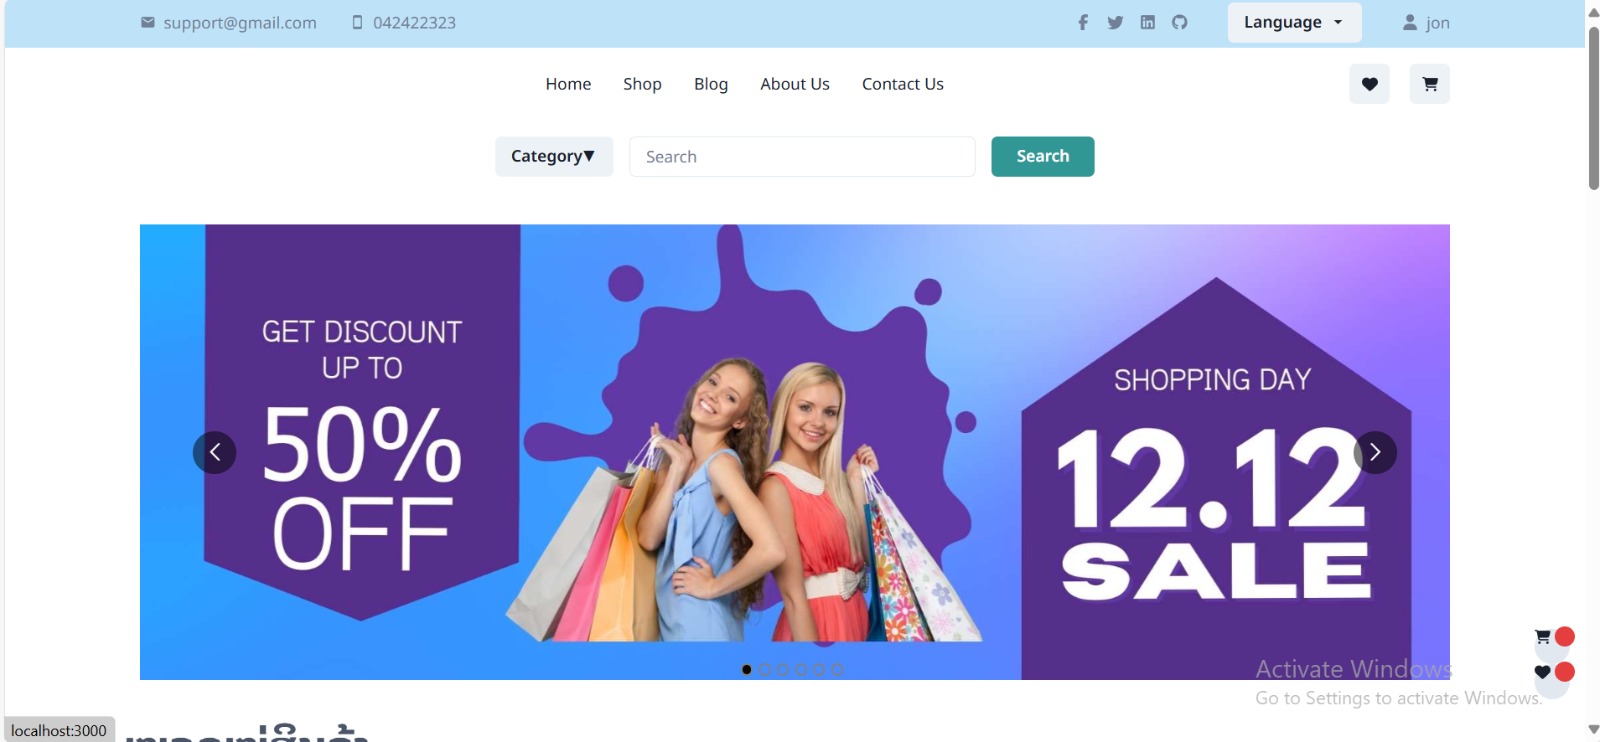 support@gmail.com 042422323 Language jon
Home Shop Blog About Us Contact Us
Category▼ Search Search
GET DISCOUNT
UP TO
50%
OFF
SHOPPING DAY
12.12
SALE
Activate Windows
Go to Settings to activate Windows.
localhost:3000